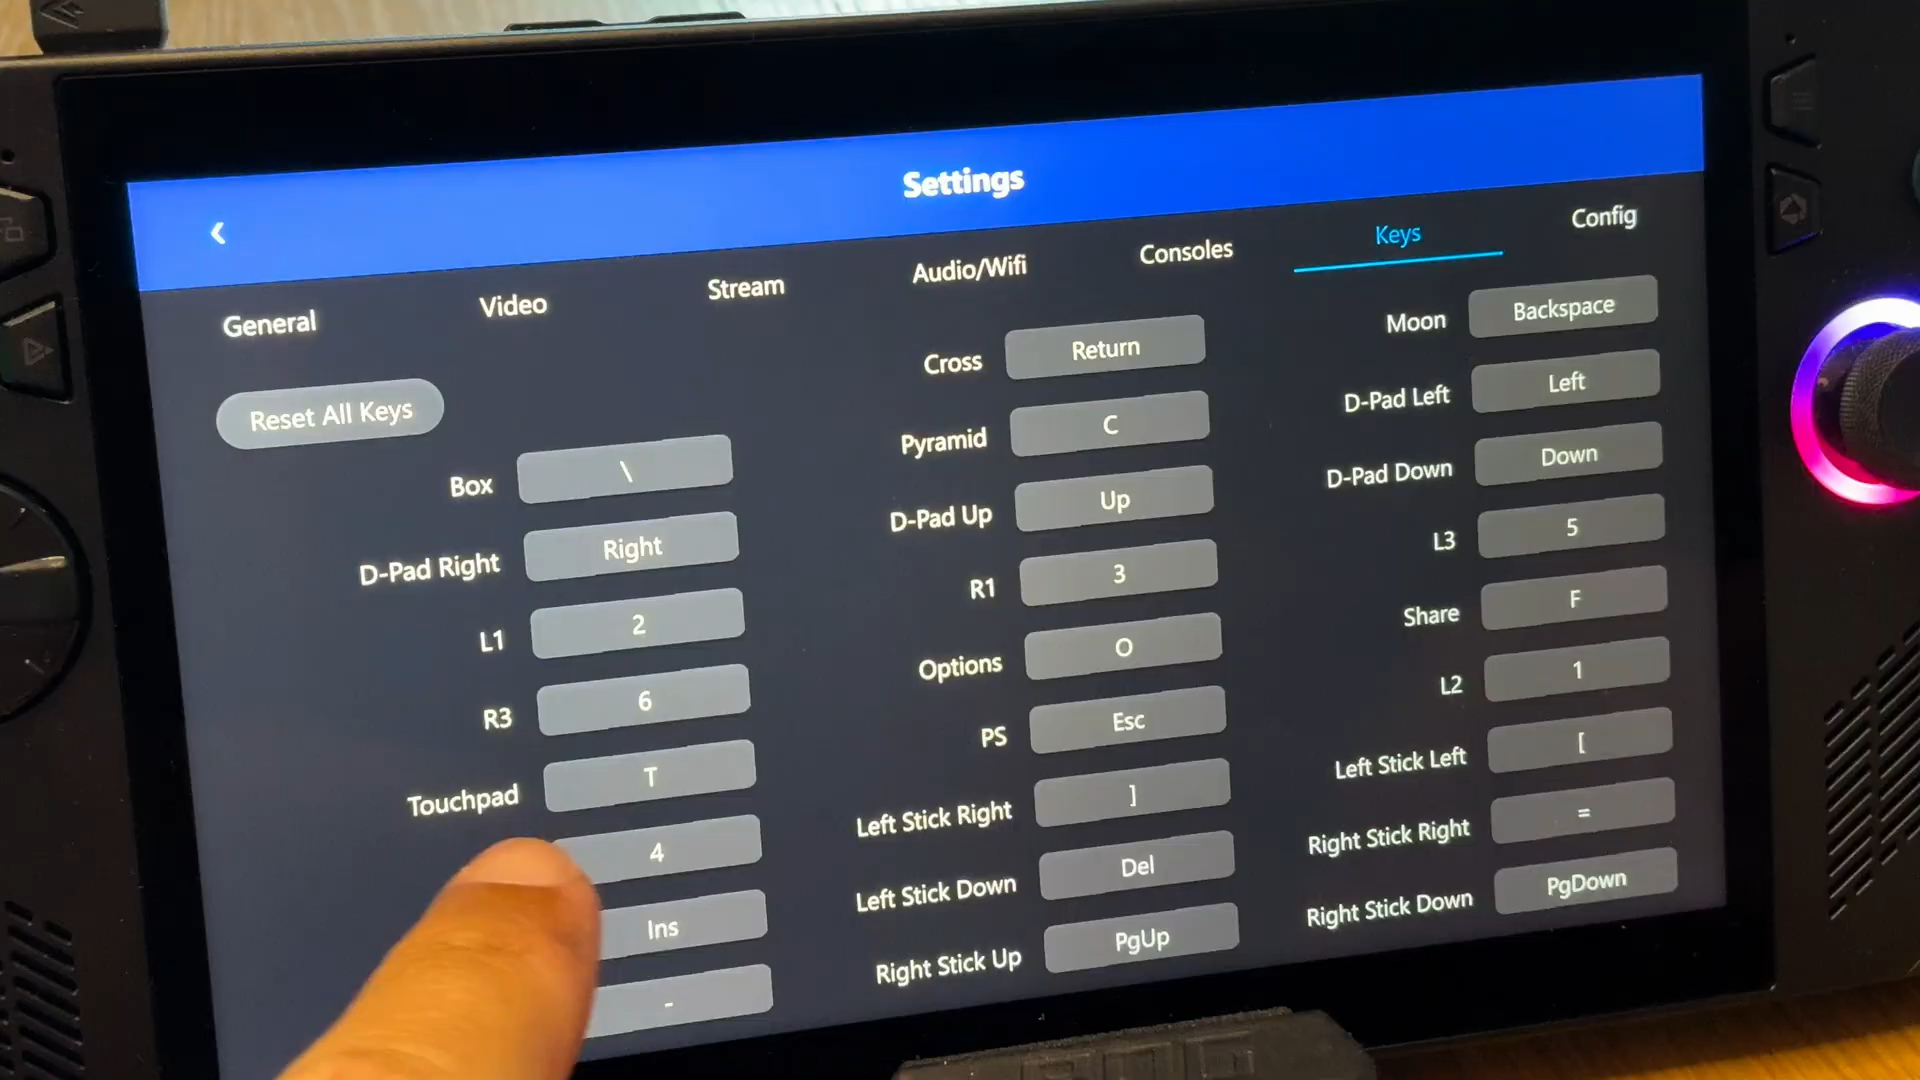 Settings
General
Video
Stream
Audio/Wifi
Consoles
Keys
Config
Reset All Keys
Box \
D-Pad Right Right
L1 2
R3 6
Touchpad T
4
Ins
-
Cross Return
Pyramid C
D-Pad Up Up
R1 3
Options O
PS Esc
Left Stick Right ]
Left Stick Down Del
Right Stick Up PgUp
Moon Backspace
D-Pad Left Left
D-Pad Down Down
L3 5
Share F
L2 1
Left Stick Left [
Right Stick Right =
Right Stick Down PgDown